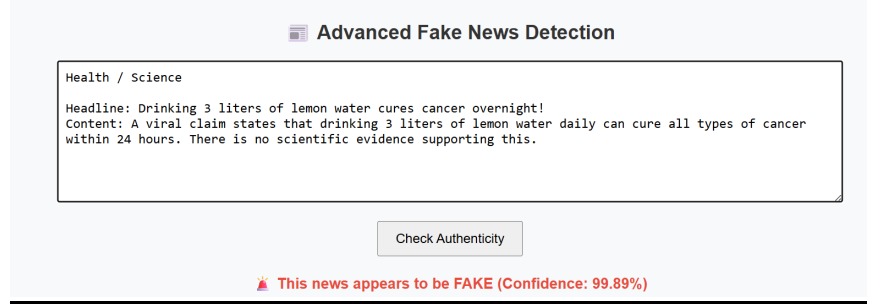 Advanced Fake News Detection
Health / Science
Headline: Drinking 3 liters of lemon water cures cancer overnight!
Content: A viral claim states that drinking 3 liters of lemon water daily can cure all types of cancer
within 24 hours. There is no scientific evidence supporting this.
Check Authenticity
This news appears to be FAKE (Confidence: 99.89%)